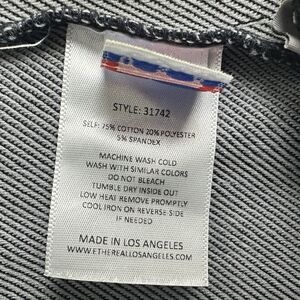 STYLE: 31742
SELF: 75% COTTON 20% POLYESTER
5% SPANDEX
MACHINE WASH COLD
WASH WITH SIMILAR COLORS
DO NOT BLEACH
TUMBLE DRY INSIDE OUT
LOW HEAT REMOVE PROMPTLY
COOL IRON ON REVERSE SIDE
IF NEEDED
MADE IN LOS ANGELES
WWW.ETHEREALLOSANGELES.COM